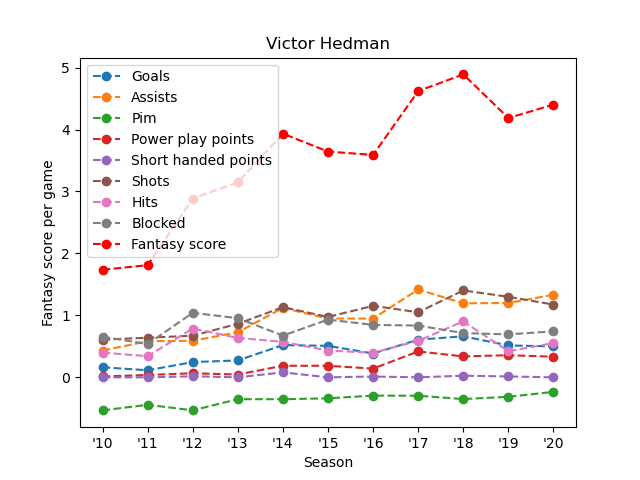 Victor Hedman
Fantasy score per game
5
4
3
2
1
0
Goals
Assists
Pim
Power play points
Short handed points
Shots
Hits
Blocked
Fantasy score
'10 '11 '12 '13 '14 '15 '16 '17 '18 '19 '20
Season